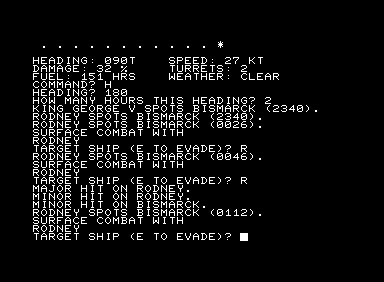 . . . . . . . . . . . *
HEADING: 090T SPEED: 27 KT
DAMAGE: 32 % TURRETS: 2
FUEL: 151 HRS WEATHER: CLEAR
COMMAND? H
HEADING? 180
HOW MANY HOURS THIS HEADING? 2
KING GEORGE V SPOTS BISMARCK (2340).
RODNEY SPOTS BISMARCK (2340).
RODNEY SPOTS BISMARCK (0026).
SURFACE COMBAT WITH
RODNEY
TARGET SHIP (E TO EVADE)? R
RODNEY SPOTS BISMARCK (0046).
SURFACE COMBAT WITH
RODNEY
TARGET SHIP (E TO EVADE)? R
MAJOR HIT ON RODNEY.
MINOR HIT ON RODNEY.
MINOR HIT ON BISMARCK.
RODNEY SPOTS BISMARCK (0112).
SURFACE COMBAT WITH
RODNEY
TARGET SHIP (E TO EVADE)?